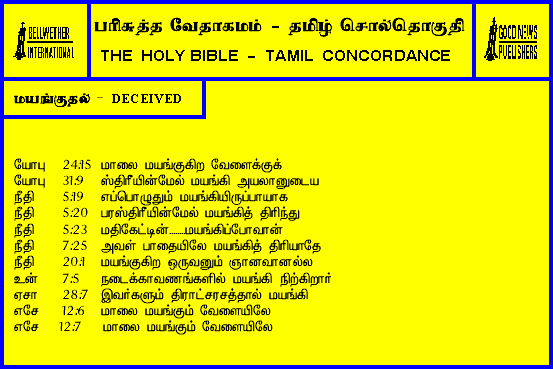 BELLWETHER
INTERNATIONAL
பரிசுத்த வேதாகமம் - தமிழ் சொல்தொகுதி
THE HOLY BIBLE - TAMIL CONCORDANCE
GOOD NEWS
PUBLISHERS
மயங்குதல் - DECEIVED
யோபு 24:15 மாலை மயங்குகிற வேளைக்குக்
யோபு 31:9 ஸ்திரீயின்மேல் மயங்கி அயலானுடைய
நீதி 5:19 எப்பொழுதும் மயங்கியிருப்பாயாக
நீதி 5:20 பரஸ்திரீயின்மேல் மயங்கித் திரிந்து
நீதி 5:23 மதிகேட்டின்.......மயங்கிப்போவான்
நீதி 7:25 அவள் பாதையிலே மயங்கித் திரியாதே
நீதி 20:1 மயங்குகிற ஒருவனும் ஞானவானல்ல
உன் 7:5 நடைக்காவணங்களில் மயங்கி நிற்கிறார்
ஏசா 28:7 இவர்களும் திராட்சரசத்தால் மயங்கி
எசே 12:6 மாலை மயங்கும் வேளையிலே
எசே 12:7 மாலை மயங்கும் வேளையிலே